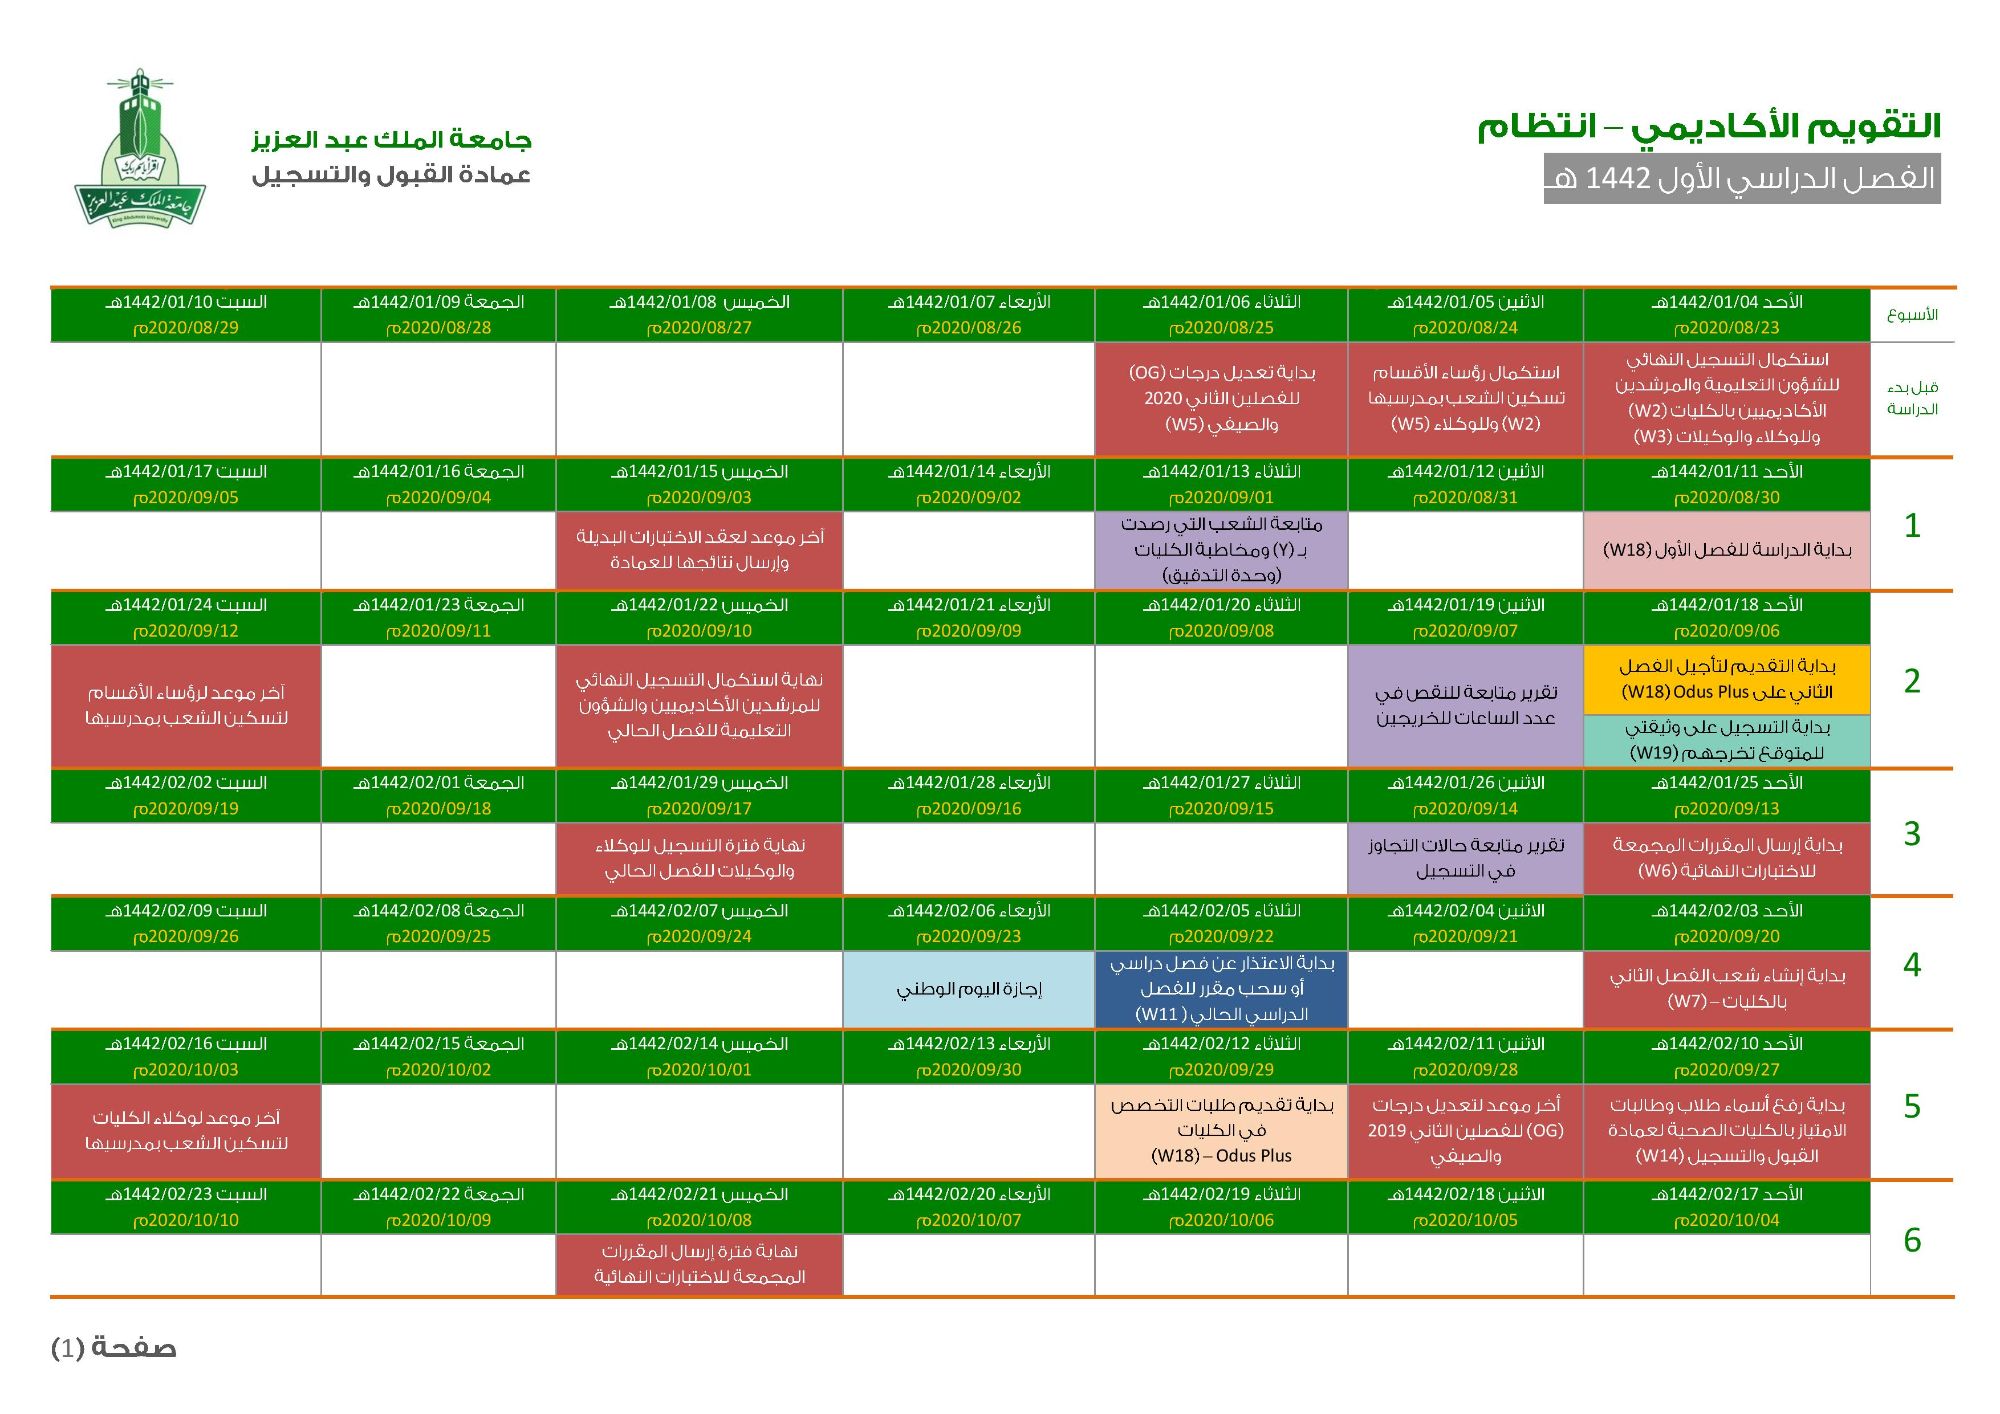 التقويم الأكاديمي – انتظام
الفصل الدراسي الأول 1442 هـ
جامعة الملك عبد العزيز
عمادة القبول والتسجيل
جامعة الملك عبد العزيز
King Abdulaziz University
الأسبوع
الأحد 1442/01/04هـ
2020/08/23م
الاثنين 1442/01/05هـ
2020/08/24م
الثلاثاء 1442/01/06هـ
2020/08/25م
الأربعاء 1442/01/07هـ
2020/08/26م
الخميس 1442/01/08هـ
2020/08/27م
الجمعة 1442/01/09هـ
2020/08/28م
السبت 1442/01/10هـ
2020/08/29م
قبل بدء
الدراسة
استكمال التسجيل النهائي
للشؤون التعليمية والمرشدين
الأكاديميين بالكليات (W2)
وللوكلاء والوكيلات (W3)
استكمال رؤساء الأقسام
تسكين الشعب بمدرسيها
(W2) وللوكلاء (W5)
بداية تعديل درجات (OG)
للفصلين الثاني 2020
والصيفي (W5)
1
الأحد 1442/01/11هـ
2020/08/30م
الاثنين 1442/01/12هـ
2020/08/31م
الثلاثاء 1442/01/13هـ
2020/09/01م
الأربعاء 1442/01/14هـ
2020/09/02م
الخميس 1442/01/15هـ
2020/09/03م
الجمعة 1442/01/16هـ
2020/09/04م
السبت 1442/01/17هـ
2020/09/05م
بداية الدراسة للفصل الأول (W18)
متابعة الشعب التي رصدت
بـ (Y) ومخاطبة الكليات
(وحدة التدقيق)
آخر موعد لعقد الاختبارات البديلة
وإرسال نتائجها للعمادة
2
الأحد 1442/01/18هـ
2020/09/06م
الاثنين 1442/01/19هـ
2020/09/07م
الثلاثاء 1442/01/20هـ
2020/09/08م
الأربعاء 1442/01/21هـ
2020/09/09م
الخميس 1442/01/22هـ
2020/09/10م
الجمعة 1442/01/23هـ
2020/09/11م
السبت 1442/01/24هـ
2020/09/12م
بداية التقديم لتأجيل الفصل
الثاني على Odus Plus (W18)
بداية التسجيل على وثيقتي
للمتوقع تخرجهم (W19)
تقرير متابعة للنقص في
عدد الساعات للخريجين
نهاية استكمال التسجيل النهائي
للمرشدين الأكاديميين والشؤون
التعليمية للفصل الحالي
آخر موعد لرؤساء الأقسام
لتسكين الشعب بمدرسيها
3
الأحد 1442/01/25هـ
2020/09/13م
الاثنين 1442/01/26هـ
2020/09/14م
الثلاثاء 1442/01/27هـ
2020/09/15م
الأربعاء 1442/01/28هـ
2020/09/16م
الخميس 1442/01/29هـ
2020/09/17م
الجمعة 1442/02/01هـ
2020/09/18م
السبت 1442/02/02هـ
2020/09/19م
بداية إرسال المقررات المجمعة
للاختبارات النهائية (W6)
تقرير متابعة حالات التجاوز
في التسجيل
نهاية فترة التسجيل للوكلاء
والوكيلات للفصل الحالي
4
الأحد 1442/02/03هـ
2020/09/20م
الاثنين 1442/02/04هـ
2020/09/21م
الثلاثاء 1442/02/05هـ
2020/09/22م
الأربعاء 1442/02/06هـ
2020/09/23م
الخميس 1442/02/07هـ
2020/09/24م
الجمعة 1442/02/08هـ
2020/09/25م
السبت 1442/02/09هـ
2020/09/26م
بداية إنشاء شعب الفصل الثاني
بالكليات – (W7)
بداية الاعتذار عن فصل دراسي
أو سحب مقرر للفصل
الدراسي الحالي (W11 )
إجازة اليوم الوطني
5
الأحد 1442/02/10هـ
2020/09/27م
الاثنين 1442/02/11هـ
2020/09/28م
الثلاثاء 1442/02/12هـ
2020/09/29م
الأربعاء 1442/02/13هـ
2020/09/30م
الخميس 1442/02/14هـ
2020/10/01م
الجمعة 1442/02/15هـ
2020/10/02م
السبت 1442/02/16هـ
2020/10/03م
بداية رفع أسماء طلاب وطالبات
الامتياز بالكليات الصحية لعمادة
القبول والتسجيل (W14)
أخر موعد لتعديل درجات
(OG) للفصلين الثاني 2019
والصيفي
بداية تقديم طلبات التخصص
في الكليات
Odus Plus – (W18)
آخر موعد لوكلاء الكليات
لتسكين الشعب بمدرسيها
6
الأحد 1442/02/17هـ
2020/10/04م
الاثنين 1442/02/18هـ
2020/10/05م
الثلاثاء 1442/02/19هـ
2020/10/06م
الأربعاء 1442/02/20هـ
2020/10/07م
الخميس 1442/02/21هـ
2020/10/08م
الجمعة 1442/02/22هـ
2020/10/09م
السبت 1442/02/23هـ
2020/10/10م
نهاية فترة إرسال المقررات
المجمعة للاختبارات النهائية
صفحة (1)